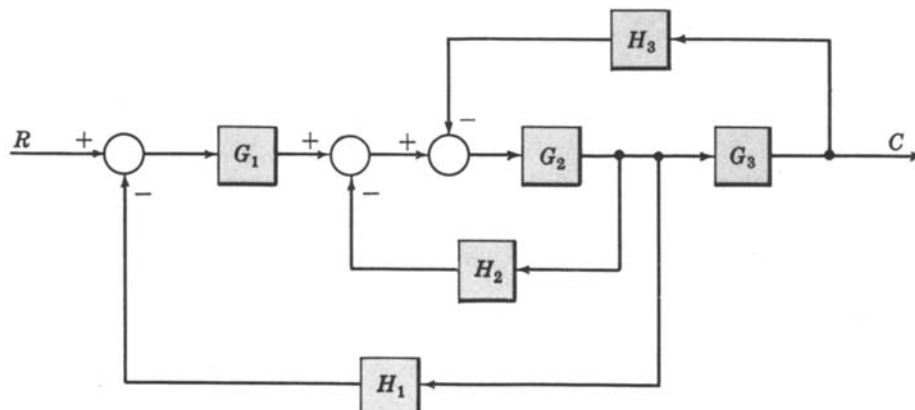 H₃
−
R + G₁ + + G₂ G₃ C
− −
H₂
H₁